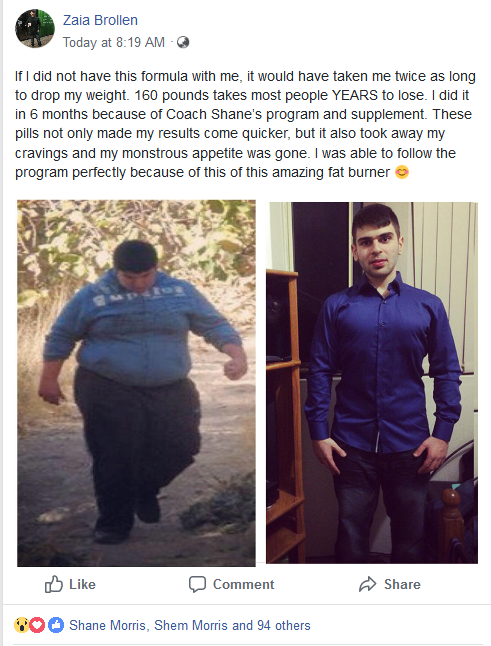 Zaia Brollen
Today at 8:19 AM ·
If I did not have this formula with me, it would have taken me twice as long
to drop my weight. 160 pounds takes most people YEARS to lose. I did it
in 6 months because of Coach Shane's program and supplement. These
pills not only made my results come quicker, but it also took away my
cravings and my monstrous appetite was gone. I was able to follow the
program perfectly because of this of this amazing fat burner 😊
Like Comment Share
Shane Morris, Shem Morris and 94 others